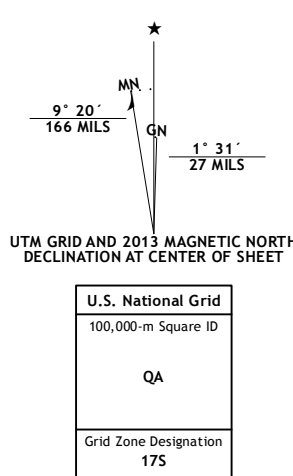 ★
MN
9° 20´
166 MILS
GN
1° 31´
27 MILS
UTM GRID AND 2013 MAGNETIC NORTH
DECLINATION AT CENTER OF SHEET
U.S. National Grid
100,000-m Square ID
QA
Grid Zone Designation
17S